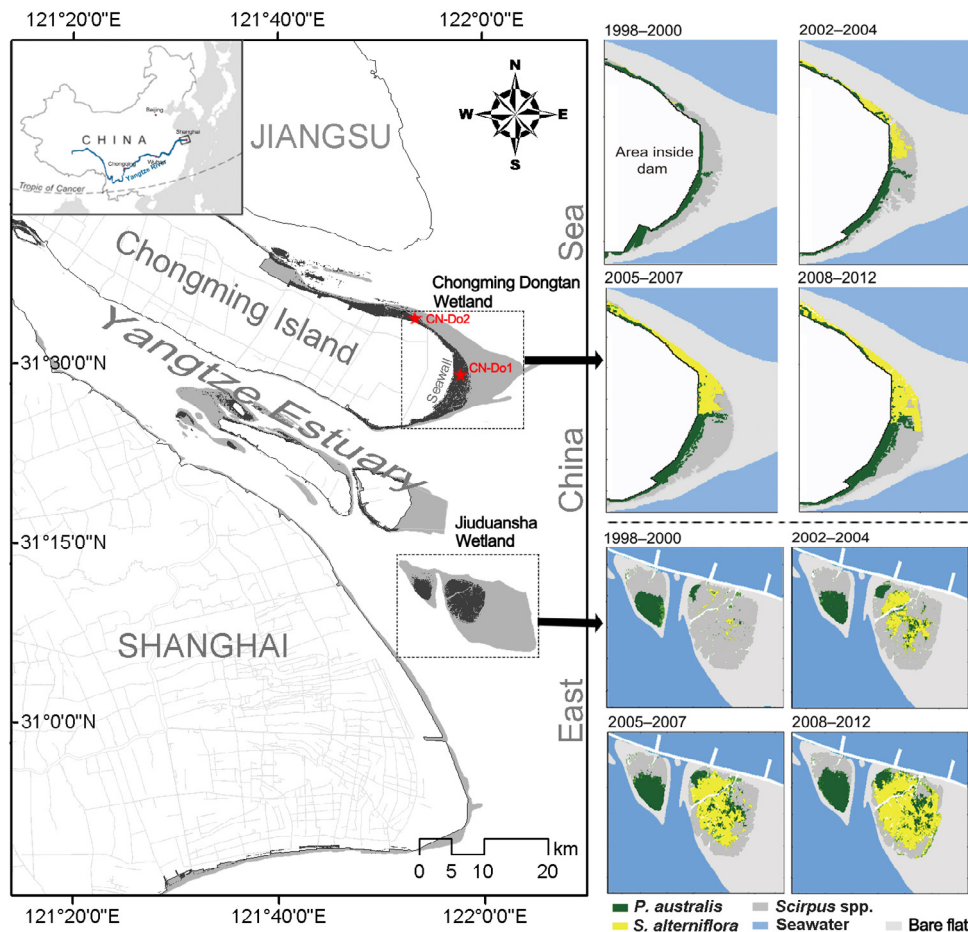 121°20'0"E
121°40'0"E
122°0'0"E
Beijing
CHINA
Shanghai
Chongqing
Yangtze River
Tropic of Cancer
JIANGSU
N
W
E
S
Chongming Island
Yangtze Estuary
Chongming Dongtan
Wetland
CN-Do2
CN-Do1
Seawall
31°30'0"N
31°15'0"N
31°0'0"N
Jiuduansha
Wetland
SHANGHAI
East
China
Sea
0 5 10 20
km
121°20'0"E
121°40'0"E
122°0'0"E
1998–2000
2002–2004
Area inside
dam
2005–2007
2008–2012
1998–2000
2002–2004
2005–2007
2008–2012
P. australis
Scirpus spp.
S. alterniflora
Seawater
Bare flat